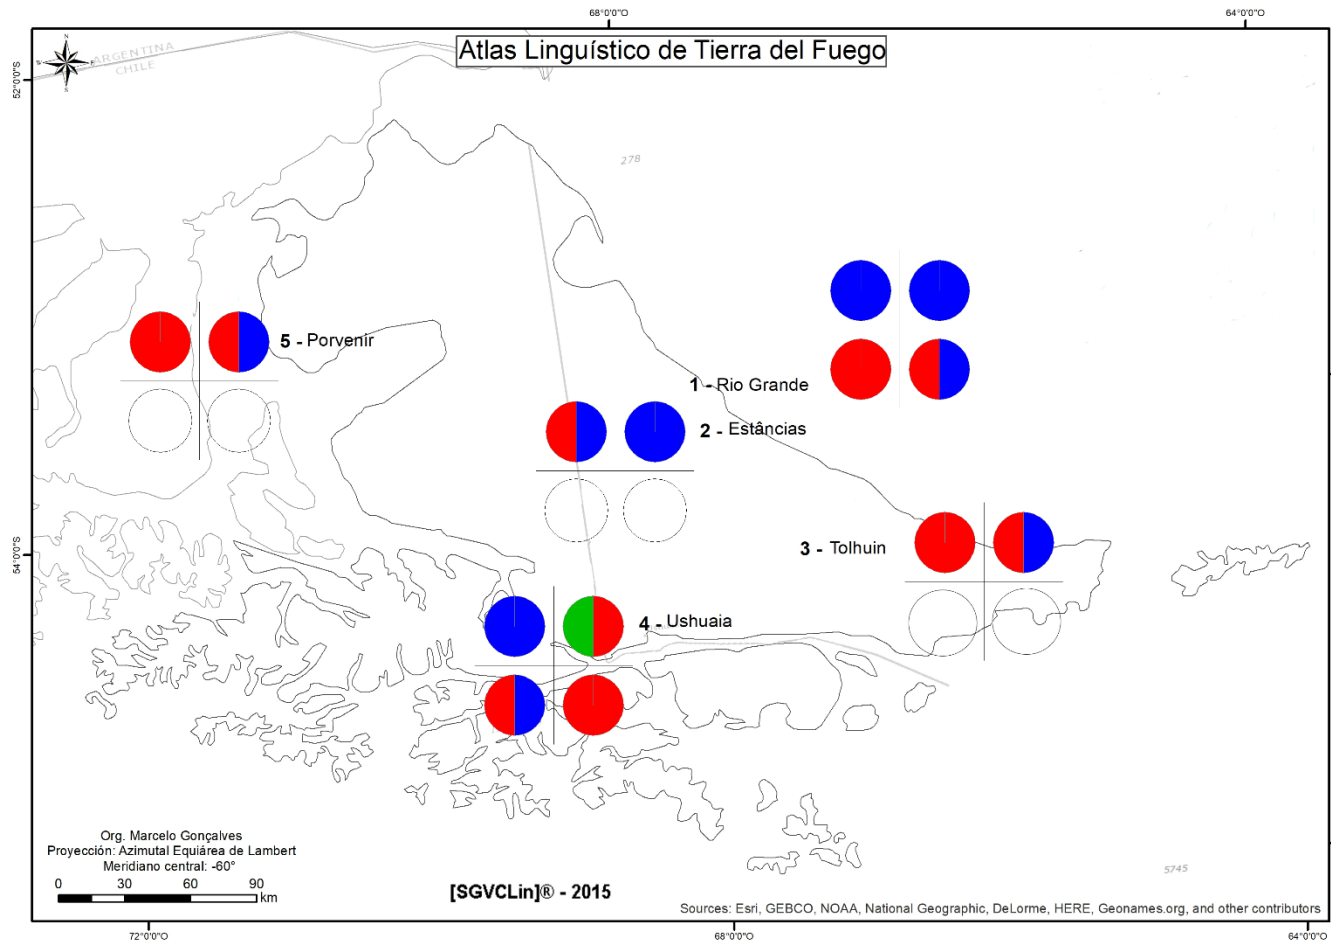 68°0'0"O
64°0'0"O
Atlas Linguístico de Tierra del Fuego
N
W
E
S
ARGENTINA
CHILE
52°0'0"S
278
5 - Porvenir
1 - Rio Grande
2 - Estâncias
3 - Tolhuin
54°0'0"S
4 - Ushuaia
Org. Marcelo Gonçalves
Proyección: Azimutal Equiárea de Lambert
Meridiano central: -60°
0 30 60 90
km
[SGVCLin]® - 2015
5745
Sources: Esri, GEBCO, NOAA, National Geographic, DeLorme, HERE, Geonames.org, and other contributors
72°0'0"O
68°0'0"O
64°0'0"O